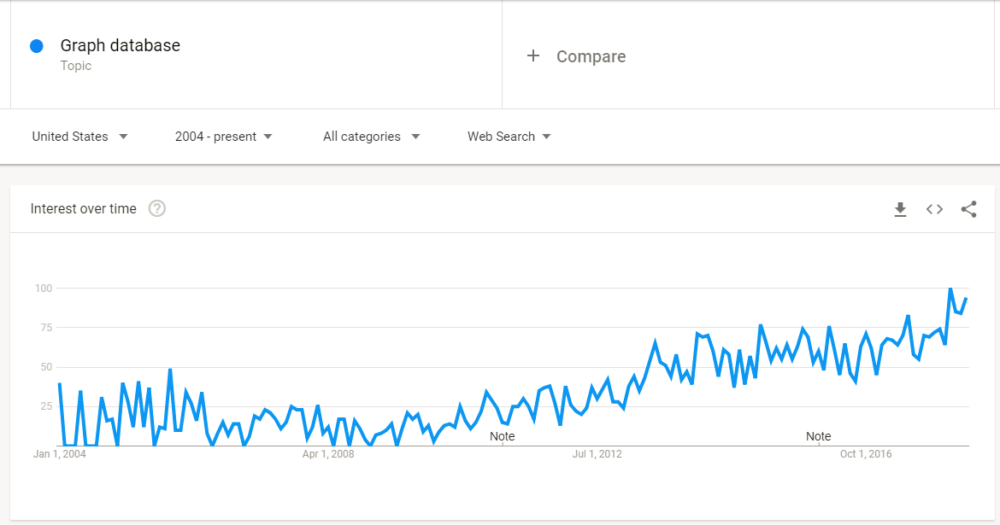 Graph database
Topic
+ Compare
United States
2004 - present
All categories
Web Search
Interest over time ?
100
75
50
25
Note
Note
Jan 1, 2004
Apr 1, 2008
Jul 1, 2012
Oct 1, 2016